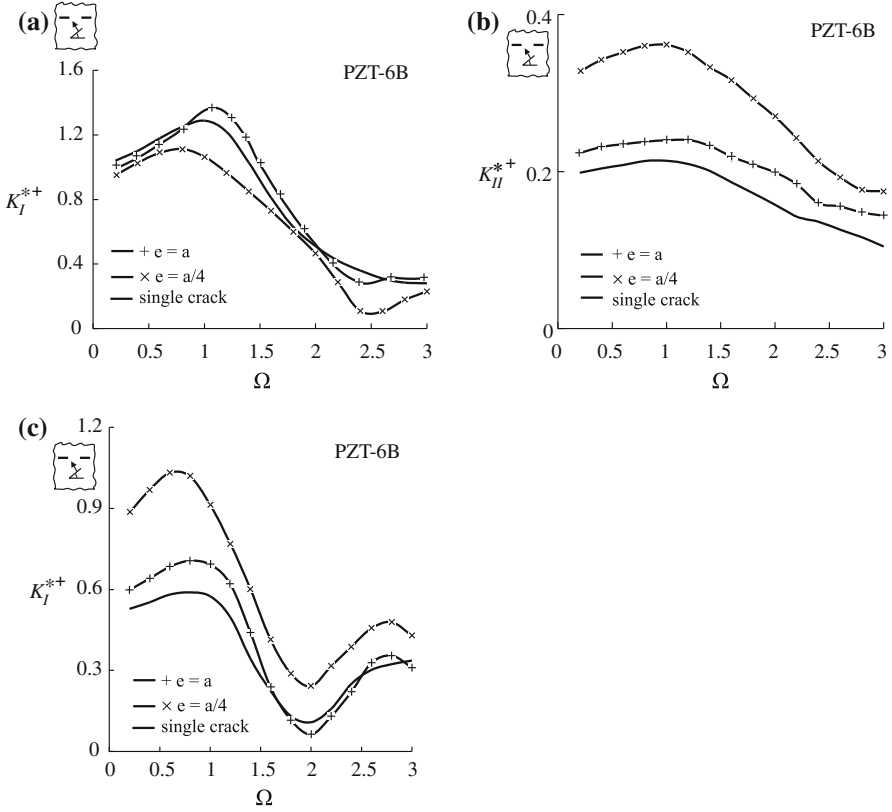 (a)
PZT-6B
1.6
1.2
0.8
0.4
0
K_I^{*+}
+ e = a
× e = a/4
single crack
0 0.5 1 1.5 2 2.5 3
Ω
(b)
PZT-6B
0.4
0.2
0
K_{II}^{*+}
+ e = a
× e = a/4
single crack
0 0.5 1 1.5 2 2.5 3
Ω
(c)
PZT-6B
1.2
0.9
0.6
0.3
0
K_I^{*+}
+ e = a
× e = a/4
single crack
0 0.5 1 1.5 2 2.5 3
Ω